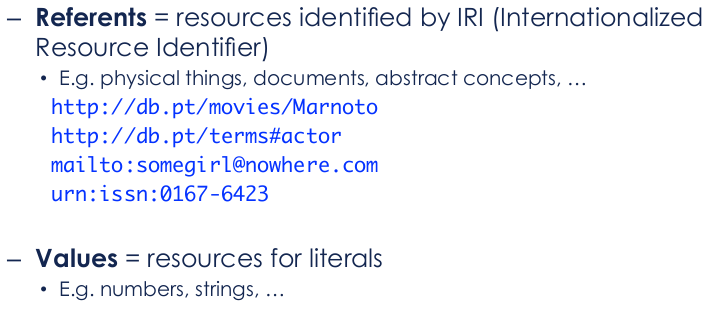 – Referents = resources identified by IRI (Internationalized
Resource Identifier)
• E.g. physical things, documents, abstract concepts, …
http://db.pt/movies/Marnoto
http://db.pt/terms#actor
mailto:somegirl@nowhere.com
urn:issn:0167-6423
– Values = resources for literals
• E.g. numbers, strings, …